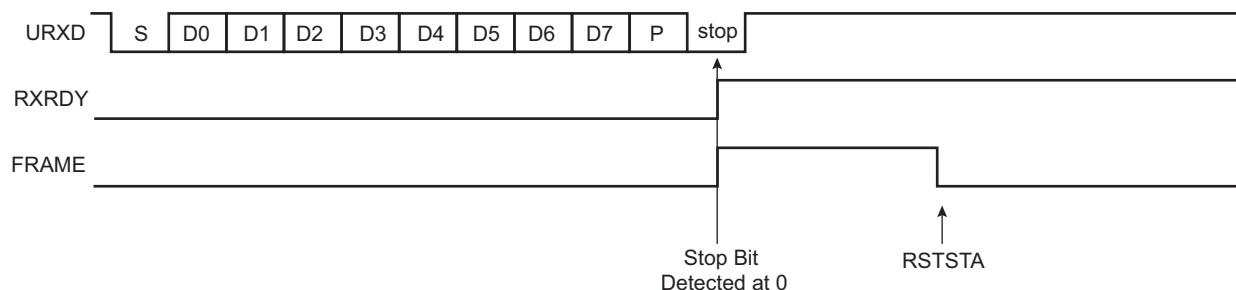 URXD S D0 D1 D2 D3 D4 D5 D6 D7 P stop
RXRDY
FRAME
Stop Bit
Detected at 0
RSTSTA